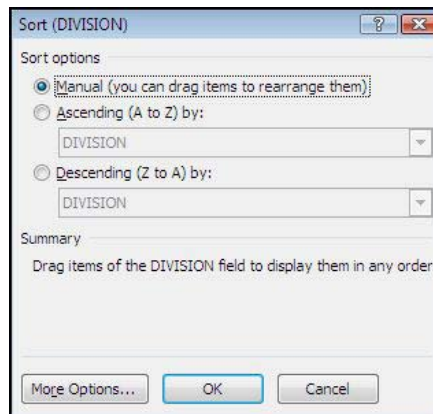 Sort (DIVISION)
Sort options
Manual (you can drag items to rearrange them)
Ascending (A to Z) by:
DIVISION
Descending (Z to A) by:
DIVISION
Summary
Drag items of the DIVISION field to display them in any order
More Options...
OK
Cancel